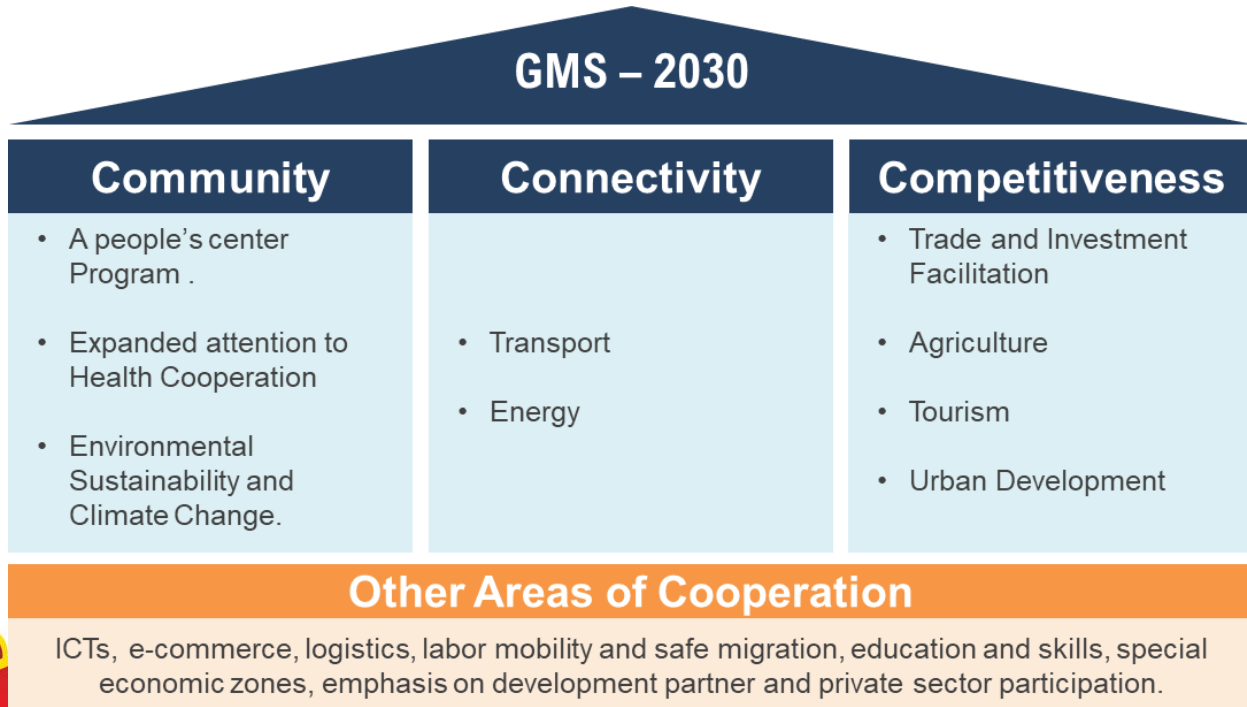 GMS – 2030
Community
• A people's center
Program .
• Expanded attention to
Health Cooperation
• Environmental
Sustainability and
Climate Change.
Connectivity
• Transport
• Energy
Competitiveness
• Trade and Investment
Facilitation
• Agriculture
• Tourism
• Urban Development
Other Areas of Cooperation
ICTs, e-commerce, logistics, labor mobility and safe migration, education and skills, special
economic zones, emphasis on development partner and private sector participation.